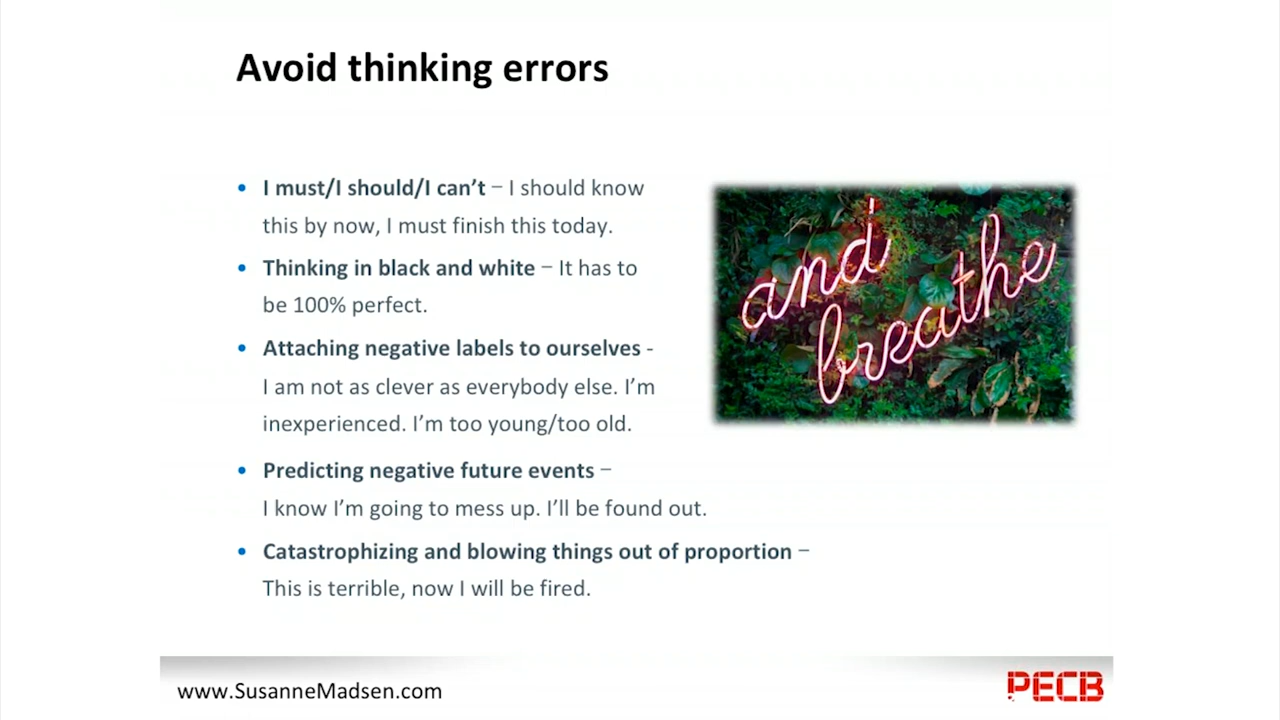 Avoid thinking errors
• I must/I should/I can’t – I should know
this by now, I must finish this today.
• Thinking in black and white – It has to
be 100% perfect.
• Attaching negative labels to ourselves -
I am not as clever as everybody else. I’m
inexperienced. I’m too young/too old.
• Predicting negative future events –
I know I’m going to mess up. I’ll be found out.
• Catastrophizing and blowing things out of proportion –
This is terrible, now I will be fired.
and
breathe
www.SusanneMadsen.com
PECB